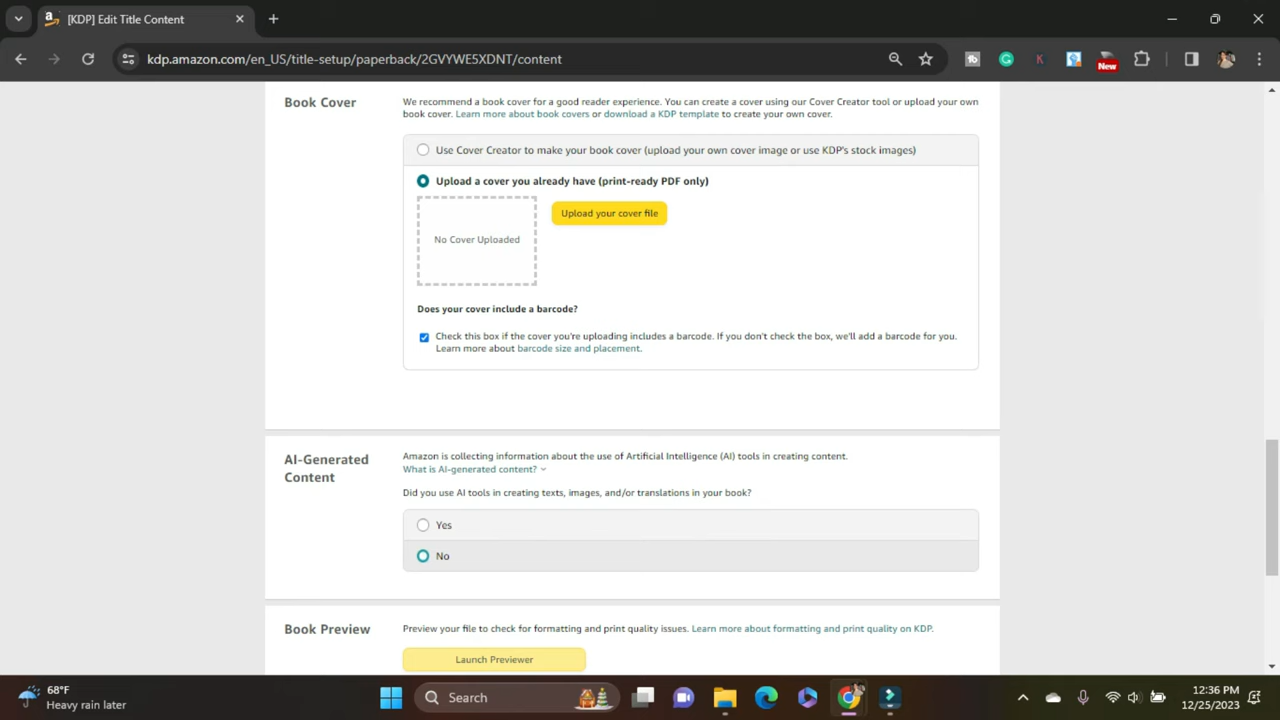 [KDP] Edit Title Content
kdp.amazon.com/en_US/title-setup/paperback/2GVYWE5XDNT/content
New
Book Cover
We recommend a book cover for a good reader experience. You can create a cover using our Cover Creator tool or upload your own
book cover. Learn more about book covers or download a KDP template to create your own cover.
Use Cover Creator to make your book cover (upload your own cover image or use KDP's stock images)
Upload a cover you already have (print-ready PDF only)
No Cover Uploaded
Upload your cover file
Does your cover include a barcode?
Check this box if the cover you're uploading includes a barcode. If you don't check the box, we'll add a barcode for you.
Learn more about barcode size and placement.
AI-Generated
Content
Amazon is collecting information about the use of Artificial Intelligence (AI) tools in creating content.
What is AI-generated content?
Did you use AI tools in creating texts, images, and/or translations in your book?
Yes
No
Book Preview
Preview your file to check for formatting and print quality issues. Learn more about formatting and print quality on KDP.
Launch Previewer
68°F
Heavy rain later
Search
12:36 PM
12/25/2023